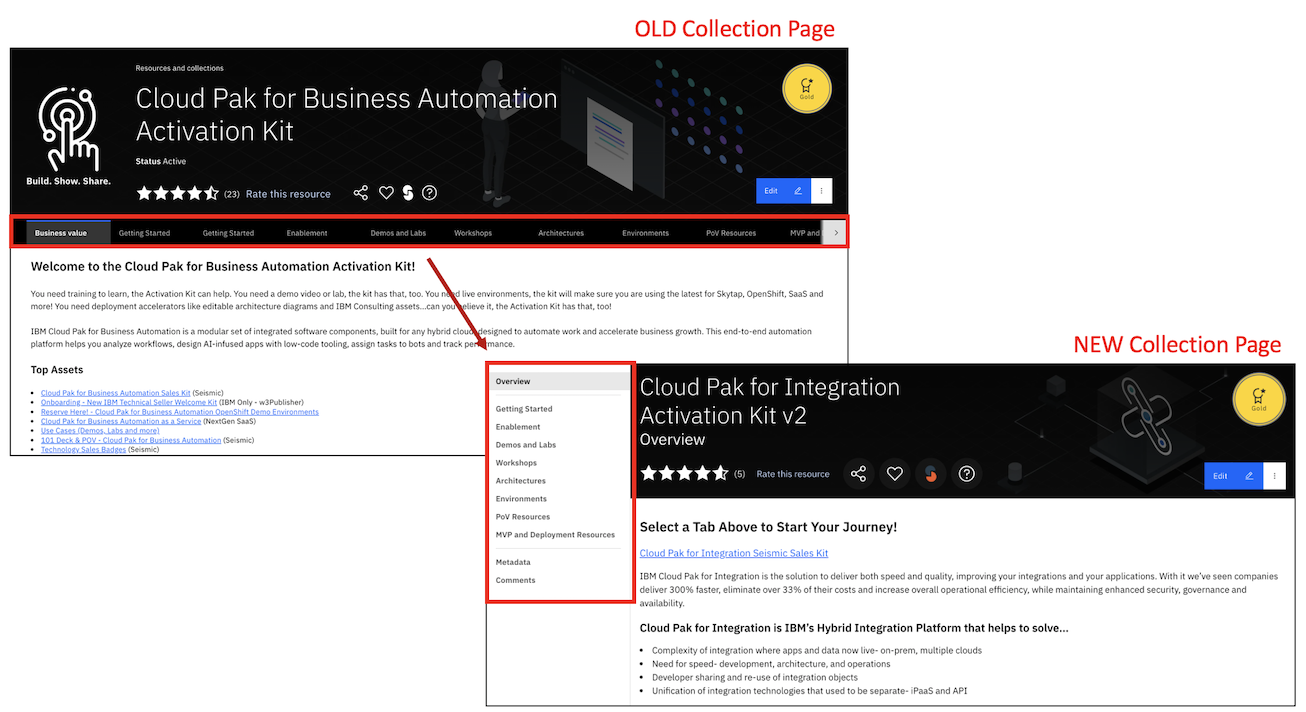 OLD Collection Page
Resources and collections
Cloud Pak for Business Automation
Activation Kit
Gold
Status Active
Build. Show. Share.
(23) Rate this resource
Edit
Business value Getting Started Getting Started Enablement Demos and Labs Workshops Architectures Environments PoV Resources MVP and
Welcome to the Cloud Pak for Business Automation Activation Kit!
You need training to learn, the Activation Kit can help. You need a demo video or lab, the kit has that, too. You need live environments, the kit will make sure you are using the latest for Skytap, OpenShift, SaaS and
more! You need deployment accelerators like editable architecture diagrams and IBM Consulting assets...can you believe it, the Activation Kit has that, too!
IBM Cloud Pak for Business Automation is a modular set of integrated software components, built for any hybrid cloud, designed to automate work and accelerate business growth. This end-to-end automation
platform helps you analyze workflows, design AI-infused apps with low-code tooling, assign tasks to bots and track performance.
Top Assets
Cloud Pak for Business Automation Sales Kit (Seismic)
Onboarding - New IBM Technical Seller Welcome Kit (IBM Only - w3Publisher)
Reserve Here! - Cloud Pak for Business Automation OpenShift Demo Environments
Cloud Pak for Business Automation as a Service (NextGen SaaS)
Use Cases (Demos, Labs and more)
101 Deck & POV - Cloud Pak for Business Automation (Seismic)
Technology Sales Badges (Seismic)
NEW Collection Page
Overview
Getting Started
Enablement
Demos and Labs
Workshops
Architectures
Environments
PoV Resources
MVP and Deployment Resources
Metadata
Comments
Cloud Pak for Integration
Activation Kit v2
Overview
Gold
(5) Rate this resource
Edit
Select a Tab Above to Start Your Journey!
Cloud Pak for Integration Seismic Sales Kit
IBM Cloud Pak for Integration is the solution to deliver both speed and quality, improving your integrations and your applications. With it we've seen companies
deliver 300% faster, eliminate over 33% of their costs and increase overall operational efficiency, while maintaining enhanced security, governance and
availability.
Cloud Pak for Integration is IBM's Hybrid Integration Platform that helps to solve...
Complexity of integration where apps and data now live- on-prem, multiple clouds
Need for speed- development, architecture, and operations
Developer sharing and re-use of integration objects
Unification of integration technologies that used to be separate- iPaaS and API